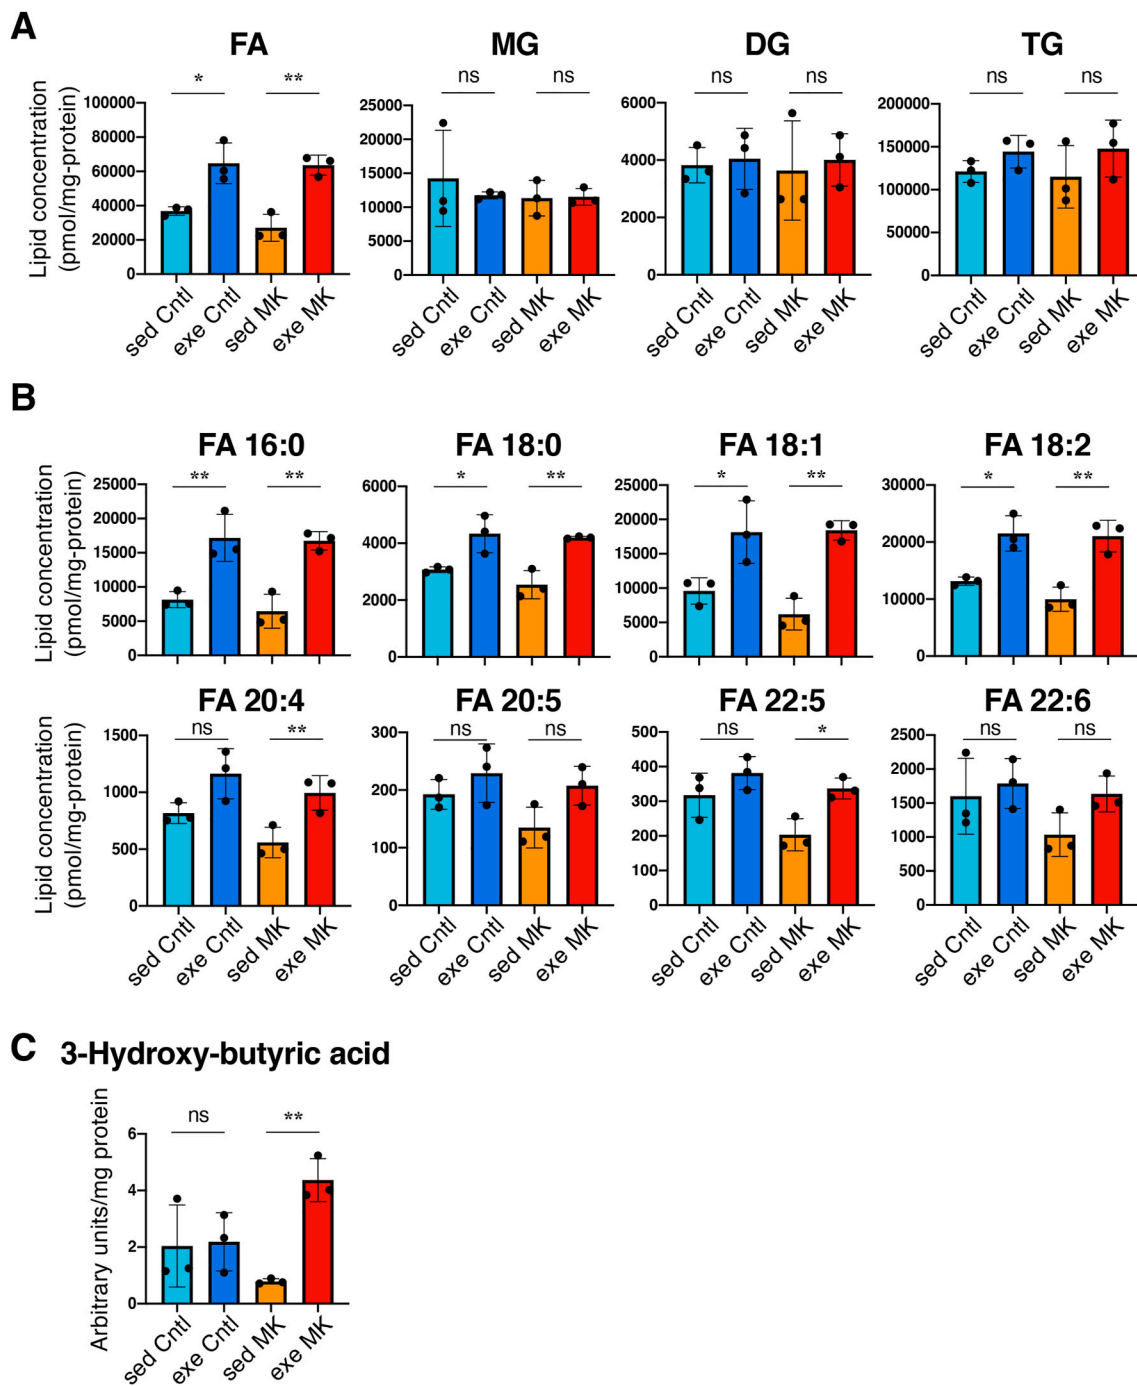 A
FA MG DG TG
* ** ns ns ns ns ns ns
Lipid concentration
(pmol/mg-protein)
100000 80000 60000 40000 20000 0
25000 20000 15000 10000 5000 0
6000 4000 2000 0
200000 150000 100000 50000 0
sed Cntl exe Cntl sed MK exe MK
sed Cntl exe Cntl sed MK exe MK
sed Cntl exe Cntl sed MK exe MK
sed Cntl exe Cntl sed MK exe MK
B
FA 16:0 FA 18:0 FA 18:1 FA 18:2
** ** * ** * ** * **
Lipid concentration
(pmol/mg-protein)
25000 20000 15000 10000 5000 0
6000 4000 2000 0
25000 20000 15000 10000 5000 0
30000 20000 10000 0
FA 20:4 FA 20:5 FA 22:5 FA 22:6
ns ** ns ns ns * ns ns
Lipid concentration
(pmol/mg-protein)
1500 1000 500 0
300 200 100 0
500 400 300 200 100 0
2500 2000 1500 1000 500 0
sed Cntl exe Cntl sed MK exe MK
sed Cntl exe Cntl sed MK exe MK
sed Cntl exe Cntl sed MK exe MK
sed Cntl exe Cntl sed MK exe MK
C 3-Hydroxy-butyric acid
ns **
Arbitrary units/mg protein
6 4 2 0
sed Cntl exe Cntl sed MK exe MK